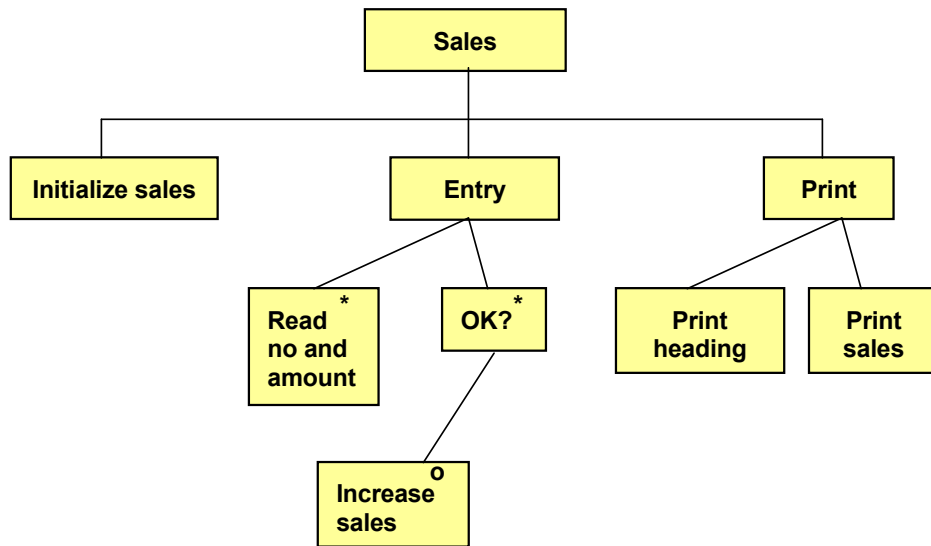 Sales
Initialize sales
Entry
Print
Read *
no and
amount
OK? *
Print
heading
Print
sales
Increase o
sales